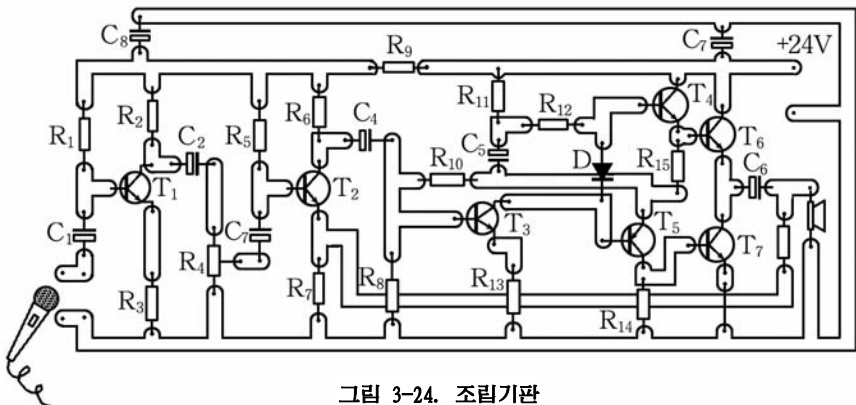 C8
R9
C7
+24V
R1
R2
C2
R5
R6
C4
R11
R12
T4
T6
C5
R10
D
R15
C6
T1
T2
T3
T5
T7
C1
R4
C7
R3
R7
R8
R13
R14
그림 3-24. 조립기판